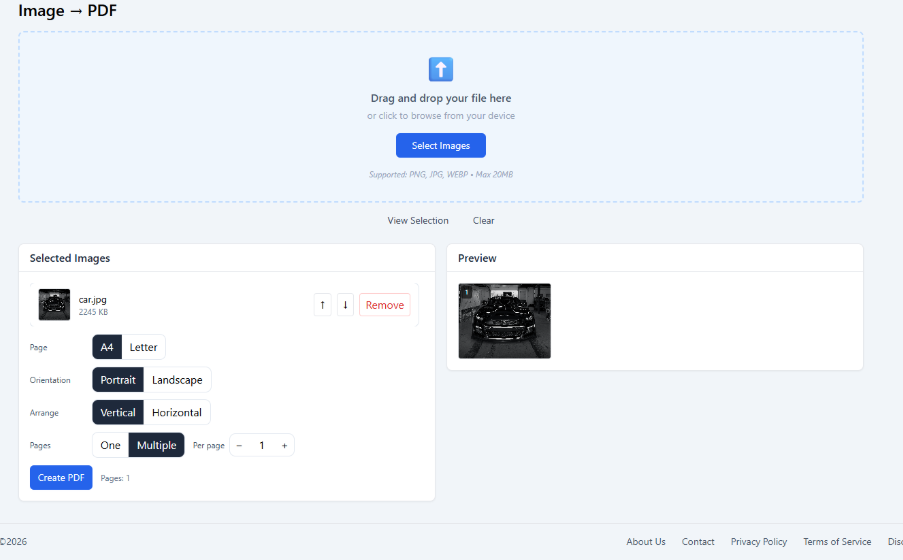 Image → PDF
Drag and drop your file here
or click to browse from your device
Select Images
Supported: PNG, JPG, WEBP • Max 20MB
View Selection Clear
Selected Images
car.jpg
2245 KB
↑ ↓ Remove
Page A4 Letter
Orientation Portrait Landscape
Arrange Vertical Horizontal
Pages One Multiple Per page − 1 +
Create PDF Pages: 1
Preview
1
©2026 About Us Contact Privacy Policy Terms of Service